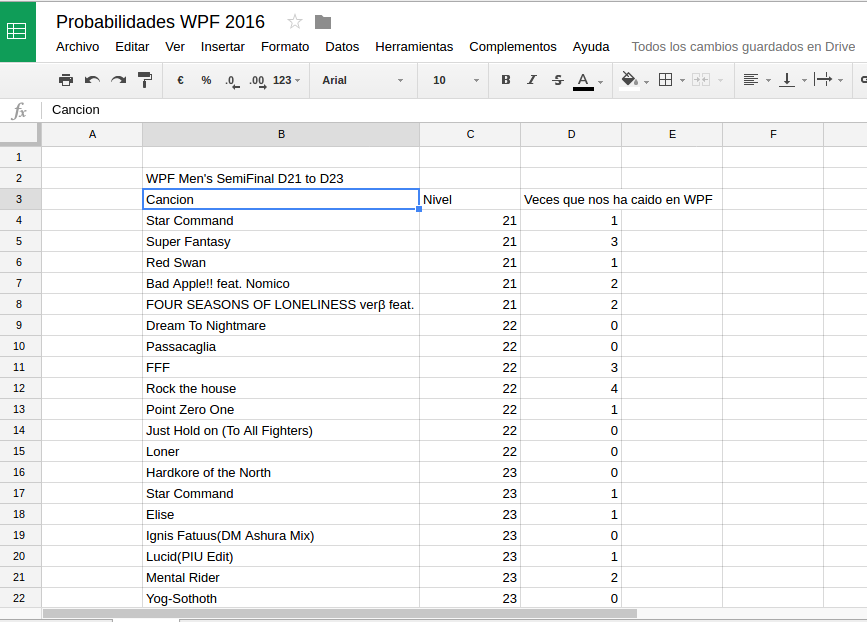 Probabilidades WPF 2016
Archivo Editar Ver Insertar Formato Datos Herramientas Complementos Ayuda Todos los cambios guardados en Drive
€ % .0 .00 123 Arial 10 B I S A
fx Cancion
A B C D E F
1
2 WPF Men's SemiFinal D21 to D23
3 Cancion Nivel Veces que nos ha caido en WPF
4 Star Command 21 1
5 Super Fantasy 21 3
6 Red Swan 21 1
7 Bad Apple!! feat. Nomico 21 2
8 FOUR SEASONS OF LONELINESS verβ feat. 21 2
9 Dream To Nightmare 22 0
10 Passacaglia 22 0
11 FFF 22 3
12 Rock the house 22 4
13 Point Zero One 22 1
14 Just Hold on (To All Fighters) 22 0
15 Loner 22 0
16 Hardkore of the North 23 0
17 Star Command 23 1
18 Elise 23 1
19 Ignis Fatuus(DM Ashura Mix) 23 0
20 Lucid(PIU Edit) 23 1
21 Mental Rider 23 2
22 Yog-Sothoth 23 0